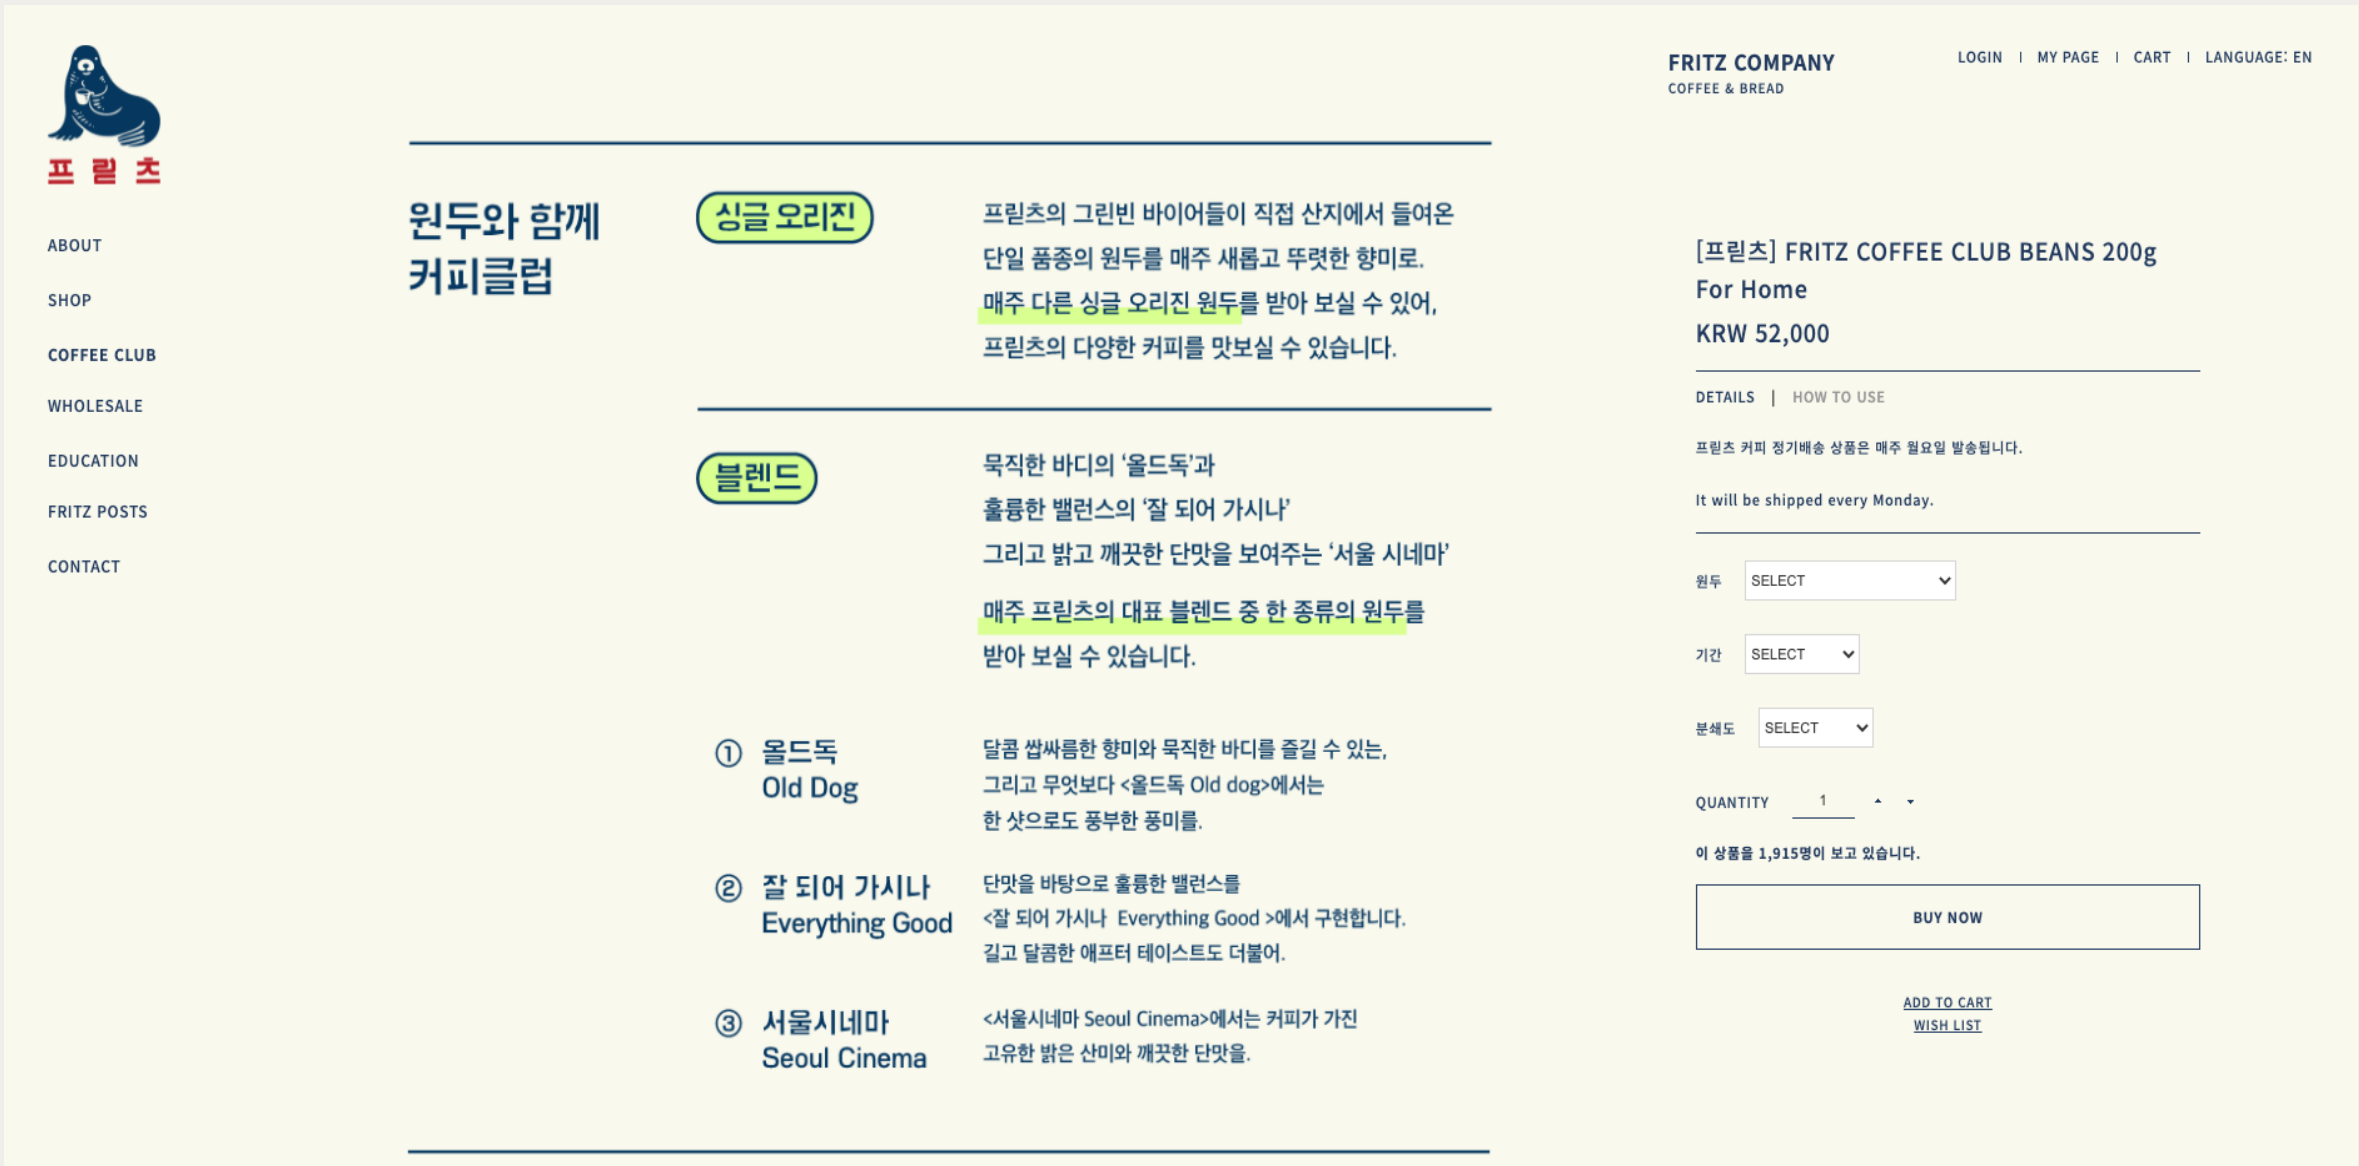 프릳츠
ABOUT
SHOP
COFFEE CLUB
WHOLESALE
EDUCATION
FRITZ POSTS
CONTACT
FRITZ COMPANY
COFFEE & BREAD
LOGIN | MY PAGE | CART | LANGUAGE: EN
원두와 함께
커피클럽
싱글 오리진
프릳츠의 그린빈 바이어들이 직접 산지에서 들여온
단일 품종의 원두를 매주 새롭고 뚜렷한 향미로.
매주 다른 싱글 오리진 원두를 받아 보실 수 있어,
프릳츠의 다양한 커피를 맛보실 수 있습니다.
블렌드
묵직한 바디의 ‘올드독’과
훌륭한 밸런스의 ‘잘 되어 가시나’
그리고 밝고 깨끗한 단맛을 보여주는 ‘서울 시네마’
매주 프릳츠의 대표 블렌드 중 한 종류의 원두를
받아 보실 수 있습니다.
① 올드독
Old Dog
달콤 쌉싸름한 향미와 묵직한 바디를 즐길 수 있는,
그리고 무엇보다 <올드독 Old dog>에서는
한 샷으로도 풍부한 풍미를.
② 잘 되어 가시나
Everything Good
단맛을 바탕으로 훌륭한 밸런스를
<잘 되어 가시나 Everything Good >에서 구현합니다.
길고 달콤한 애프터 테이스트도 더불어.
③ 서울시네마
Seoul Cinema
<서울시네마 Seoul Cinema>에서는 커피가 가진
고유한 밝은 산미와 깨끗한 단맛을.
[프릳츠] FRITZ COFFEE CLUB BEANS 200g
For Home
KRW 52,000
DETAILS | HOW TO USE
프릳츠 커피 정기배송 상품은 매주 월요일 발송됩니다.
It will be shipped every Monday.
원두 SELECT
기간 SELECT
분쇄도 SELECT
QUANTITY 1
이 상품을 1,915명이 보고 있습니다.
BUY NOW
ADD TO CART
WISH LIST